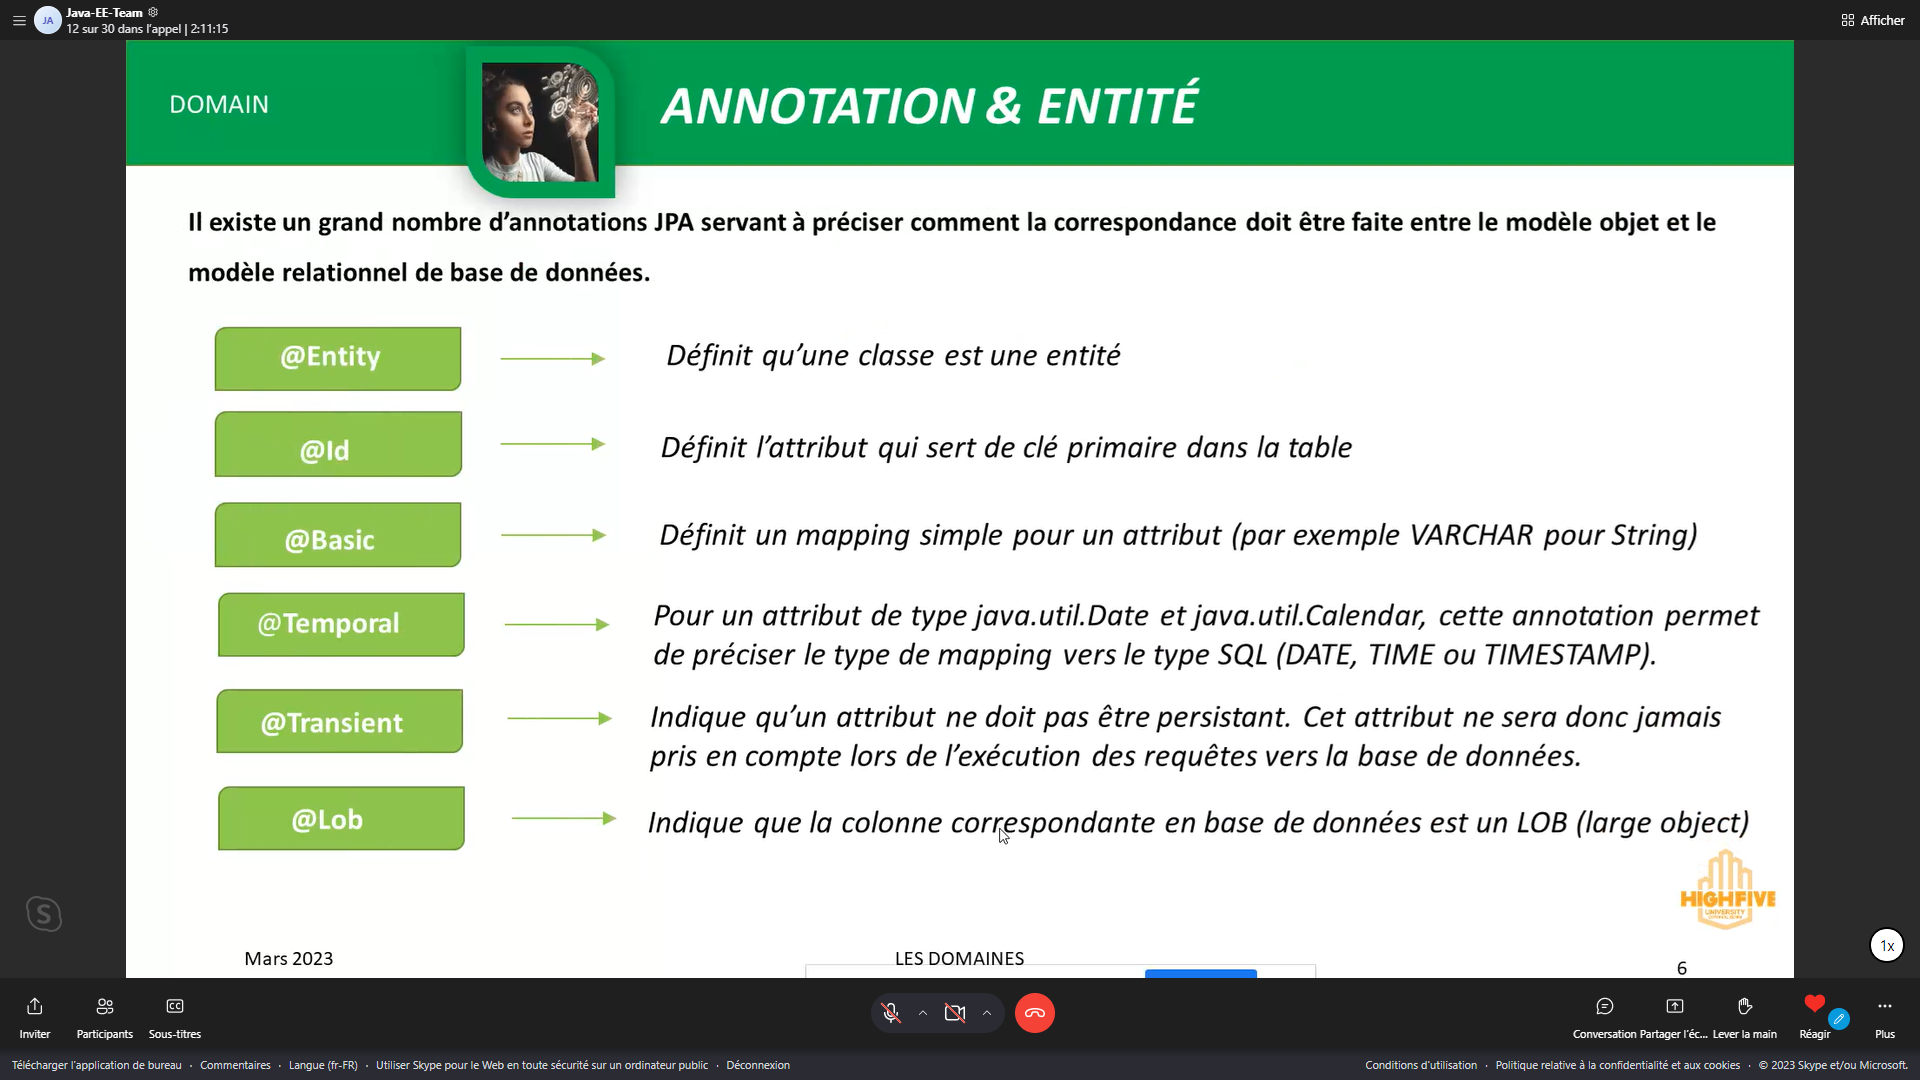 Java-EE-Team
JA
12 sur 30 dans l'appel | 2:11:15
Afficher
DOMAIN
ANNOTATION & ENTITÉ
Il existe un grand nombre d'annotations JPA servant à préciser comment la correspondance doit être faite entre le modèle objet et le
modèle relationnel de base de données.
@Entity
Définit qu'une classe est une entité
@Id
Définit l'attribut qui sert de clé primaire dans la table
@Basic
Définit un mapping simple pour un attribut (par exemple VARCHAR pour String)
@Temporal
Pour un attribut de type java.util.Date et java.util.Calendar, cette annotation permet
de préciser le type de mapping vers le type SQL (DATE, TIME ou TIMESTAMP).
@Transient
Indique qu'un attribut ne doit pas être persistant. Cet attribut ne sera donc jamais
pris en compte lors de l'exécution des requêtes vers la base de données.
@Lob
Indique que la colonne correspondante en base de données est un LOB (large object)
HIGHFIVE
UNIVERSITY
S
1x
Mars 2023
LES DOMAINES
6
Inviter
Participants
CC
Sous-titres
Conversation
Partager l'éc...
Lever la main
Réagir
Plus
Télécharger l'application de bureau · Commentaires · Langue (fr-FR) · Utiliser Skype pour le Web en toute sécurité sur un ordinateur public · Déconnexion
Conditions d'utilisation · Politique relative à la confidentialité et aux cookies · © 2023 Skype et/ou Microsoft.